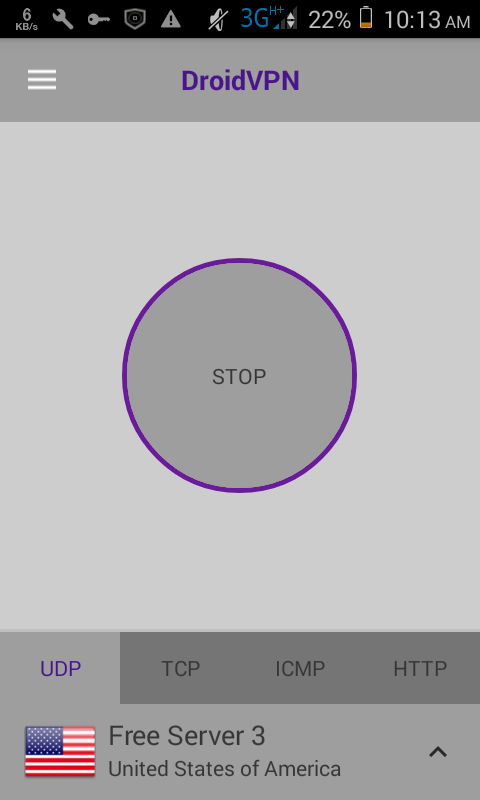 6
KB/s
3G H+ 22% 10:13 AM
DroidVPN
STOP
UDP TCP ICMP HTTP
Free Server 3
United States of America